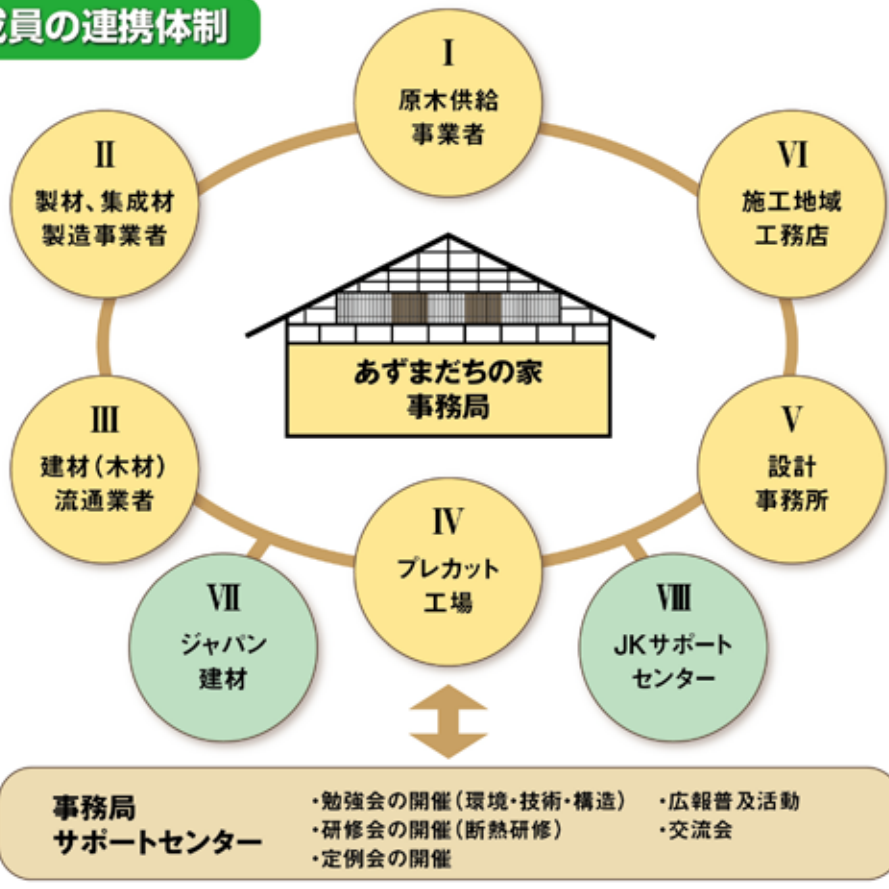 員の連携体制
I
原木供給
事業者
II
製材、集成材
製造事業者
VI
施工地域
工務店
あずまだちの家
事務局
III
建材(木材)
流通業者
V
設計
事務所
IV
プレカット
工場
VII
ジャパン
建材
VIII
JKサポート
センター
事務局
サポートセンター
・勉強会の開催(環境・技術・構造)
・研修会の開催(断熱研修)
・定例会の開催
・広報普及活動
・交流会